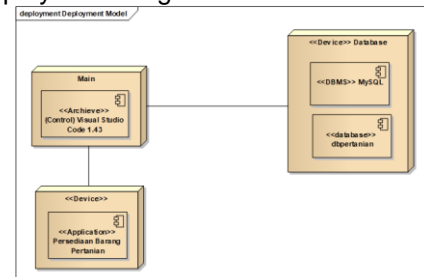 deployment Deployment Model
<<Device>> Database
<<DBMS>> MySQL
<<database>>
dbpertanian
Main
<<Archieve>>
(Control) Visual Studio
Code 1.43
<<Device>>
<<Application>>
Persediaan Barang
Pertanian